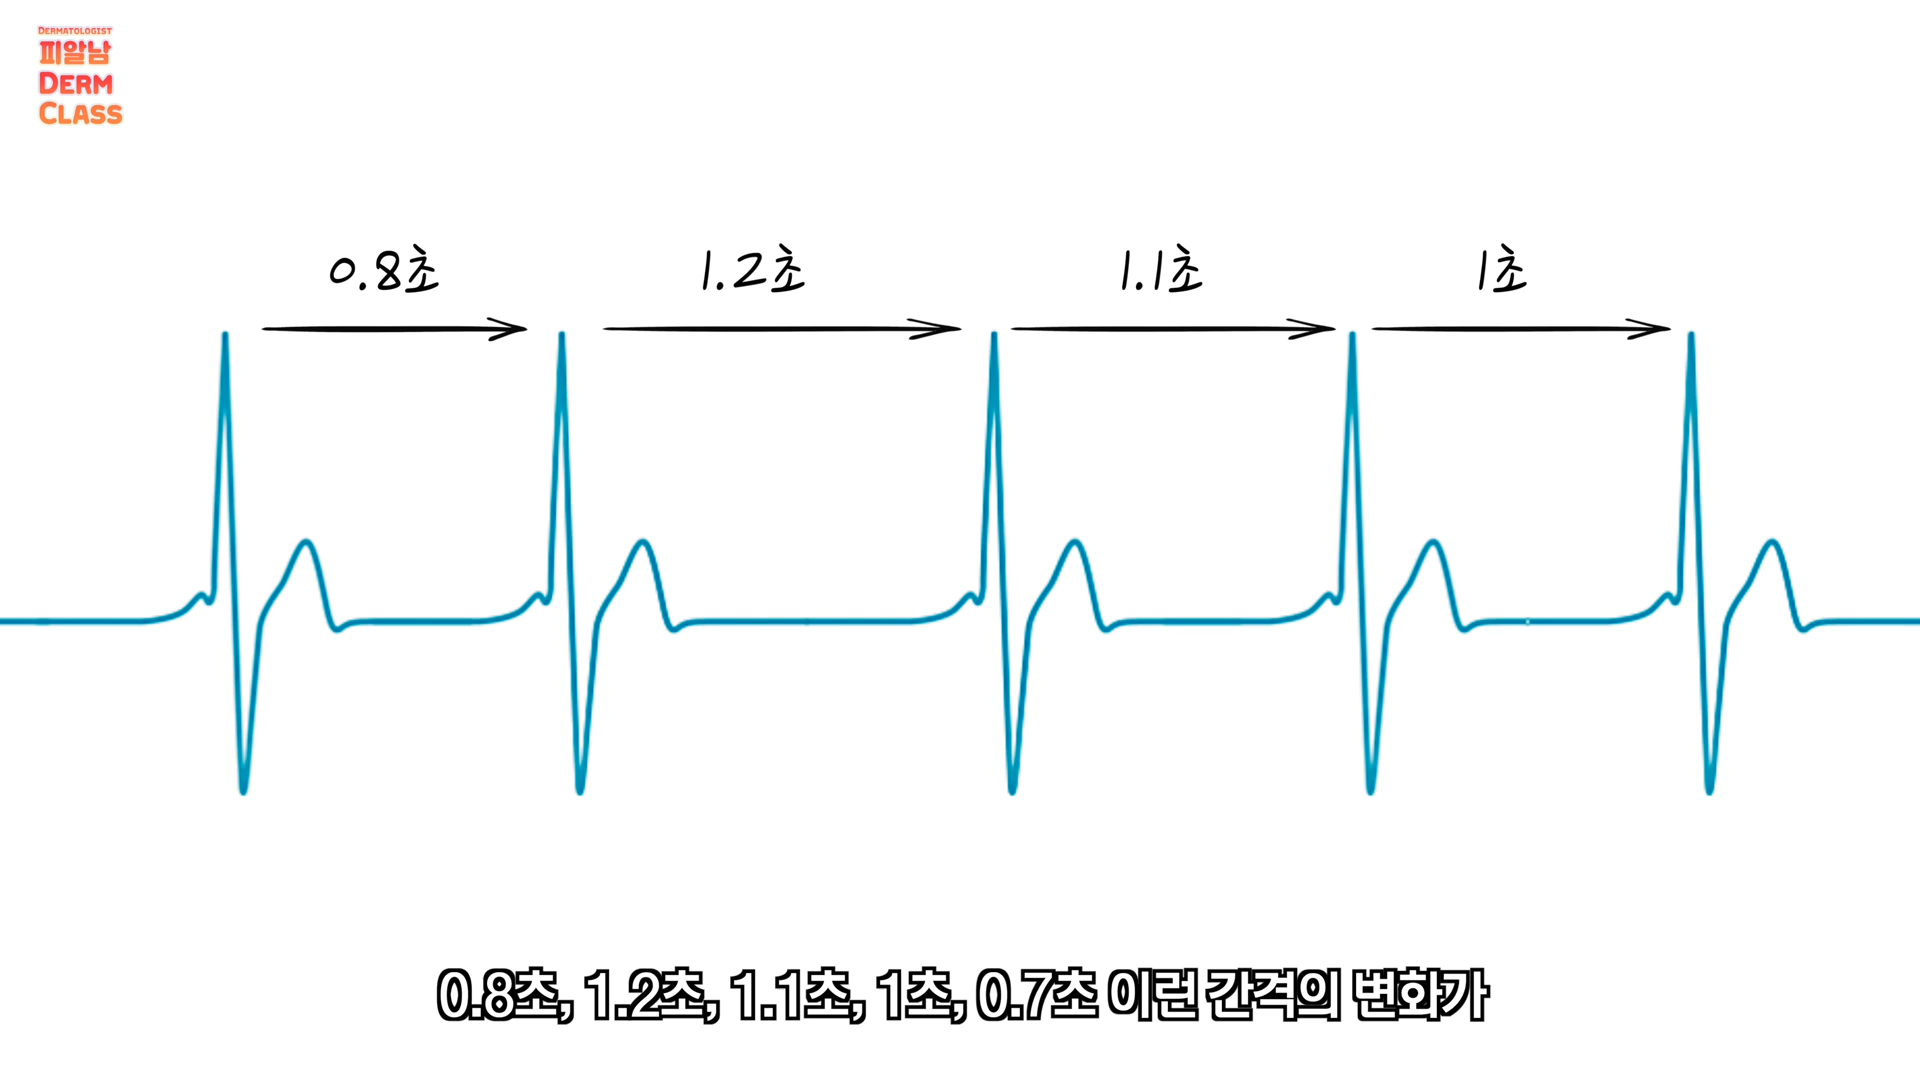 DERMATOLOGIST
피알남
DERM
CLASS
0.8초 1.2초 1.1초 1초
0.8초, 1.2초, 1.1초, 1초, 0.7초 이런 간격의 변화가